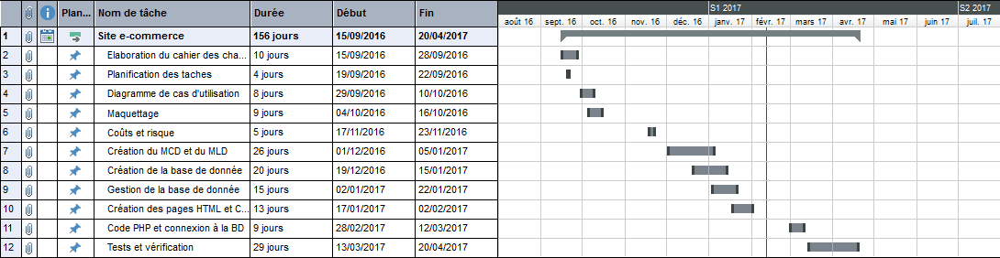 S1 2017 S2 2017
Plan... Nom de tâche Durée Début Fin août 16 sept. 16 oct. 16 nov. 16 déc. 16 janv. 17 févr. 17 mars 17 avr. 17 mai 17 juin 17 juil. 17
1 Site e-commerce 156 jours 15/09/2016 20/04/2017
2 Elaboration du cahier des cha... 10 jours 15/09/2016 28/09/2016
3 Planification des taches 4 jours 19/09/2016 22/09/2016
4 Diagramme de cas d'utilisation 8 jours 29/09/2016 10/10/2016
5 Maquettage 9 jours 04/10/2016 16/10/2016
6 Coûts et risque 5 jours 17/11/2016 23/11/2016
7 Création du MCD et du MLD 26 jours 01/12/2016 05/01/2017
8 Création de la base de donnée 20 jours 19/12/2016 15/01/2017
9 Gestion de la base de donnée 15 jours 02/01/2017 22/01/2017
10 Création des pages HTML et C... 13 jours 17/01/2017 02/02/2017
11 Code PHP et connexion à la BD 9 jours 28/02/2017 12/03/2017
12 Tests et vérification 29 jours 13/03/2017 20/04/2017